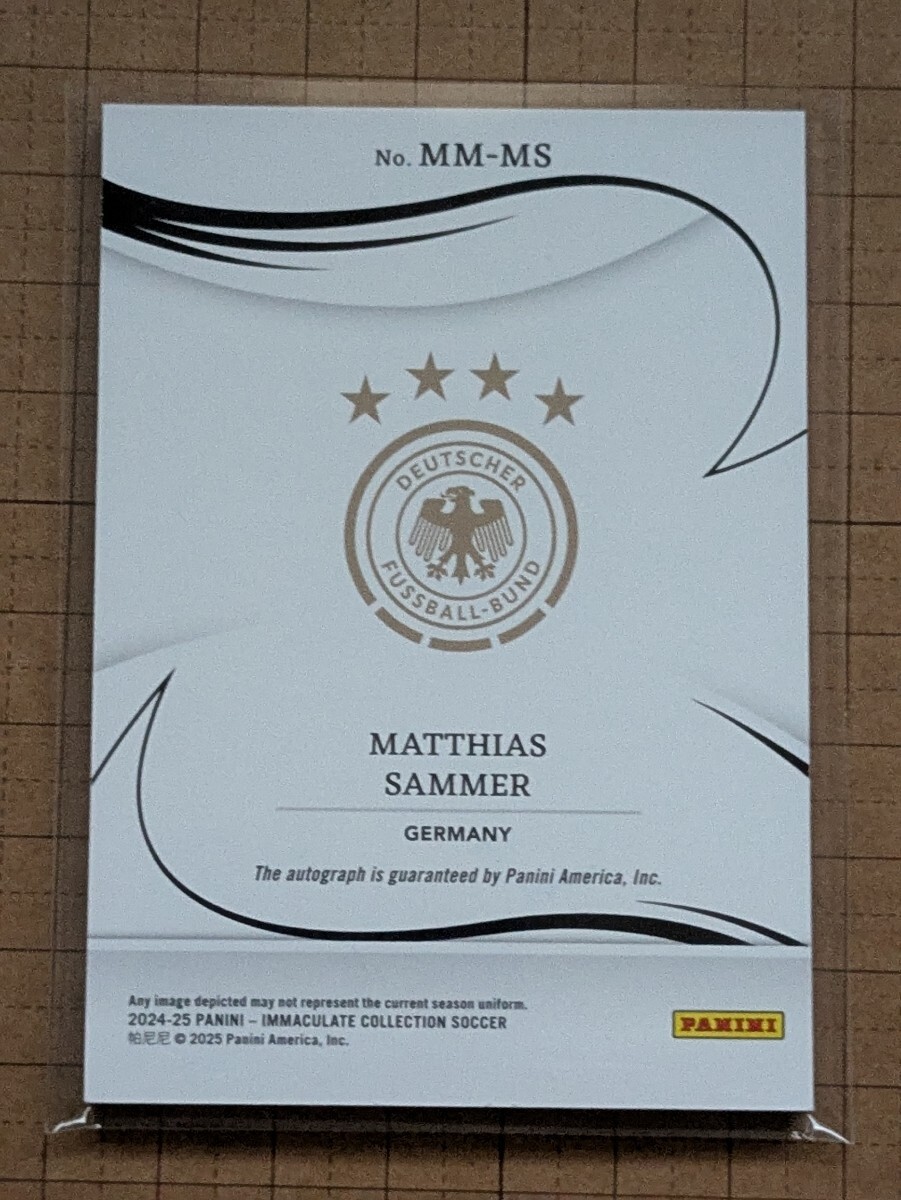 No. MM-MS
DEUTSCHER
FUSSBALL-BUND
MATTHIAS
SAMMER
GERMANY
The autograph is guaranteed by Panini America, Inc.
Any image depicted may not represent the current season uniform.
2024-25 PANINI – IMMACULATE COLLECTION SOCCER
帕尼尼 © 2025 Panini America, Inc.
PANINI